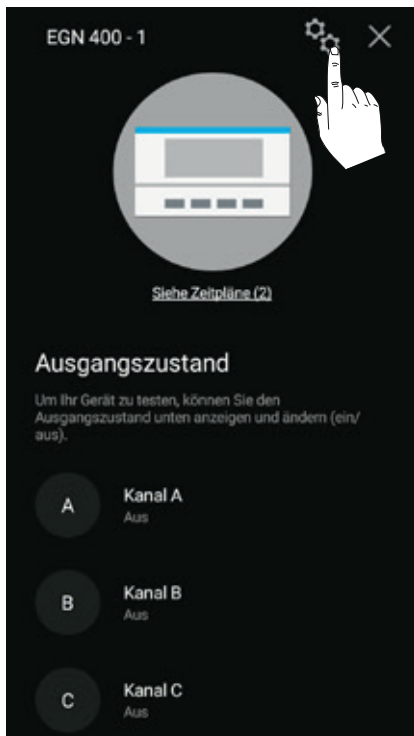 EGN 400 - 1
Siehe Zeitpläne (2)
Ausgangszustand
Um Ihr Gerät zu testen, können Sie den
Ausgangszustand unten anzeigen und ändern (ein/
aus).
A
Kanal A
Aus
B
Kanal B
Aus
C
Kanal C
Aus